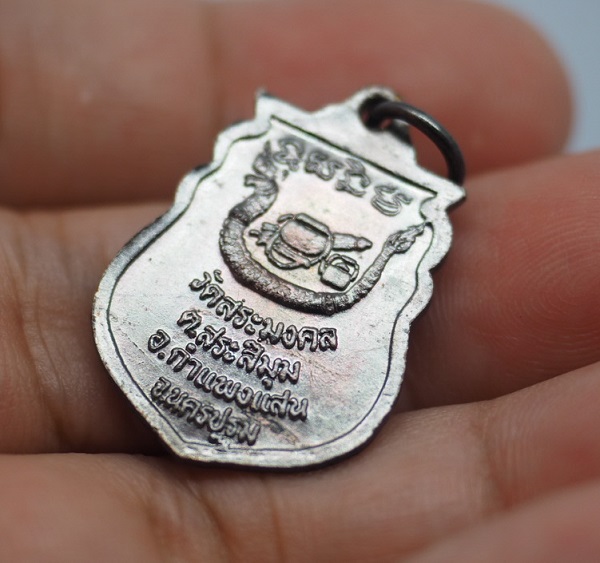 วัดสระมงคล
ต.สระสี่มุม
อ.กำแพงแสน
จ.นครปฐม